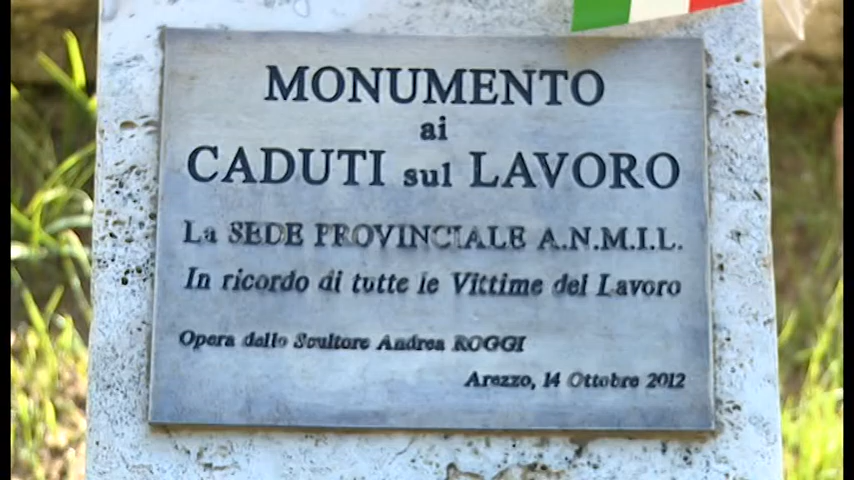 MONUMENTO
ai
CADUTI sul LAVORO
La SEDE PROVINCIALE A.N.M.I.L.
In ricordo di tutte le Vittime del Lavoro
Opera dello Scultore Andrea ROGGI
Arezzo, 14 Ottobre 2012